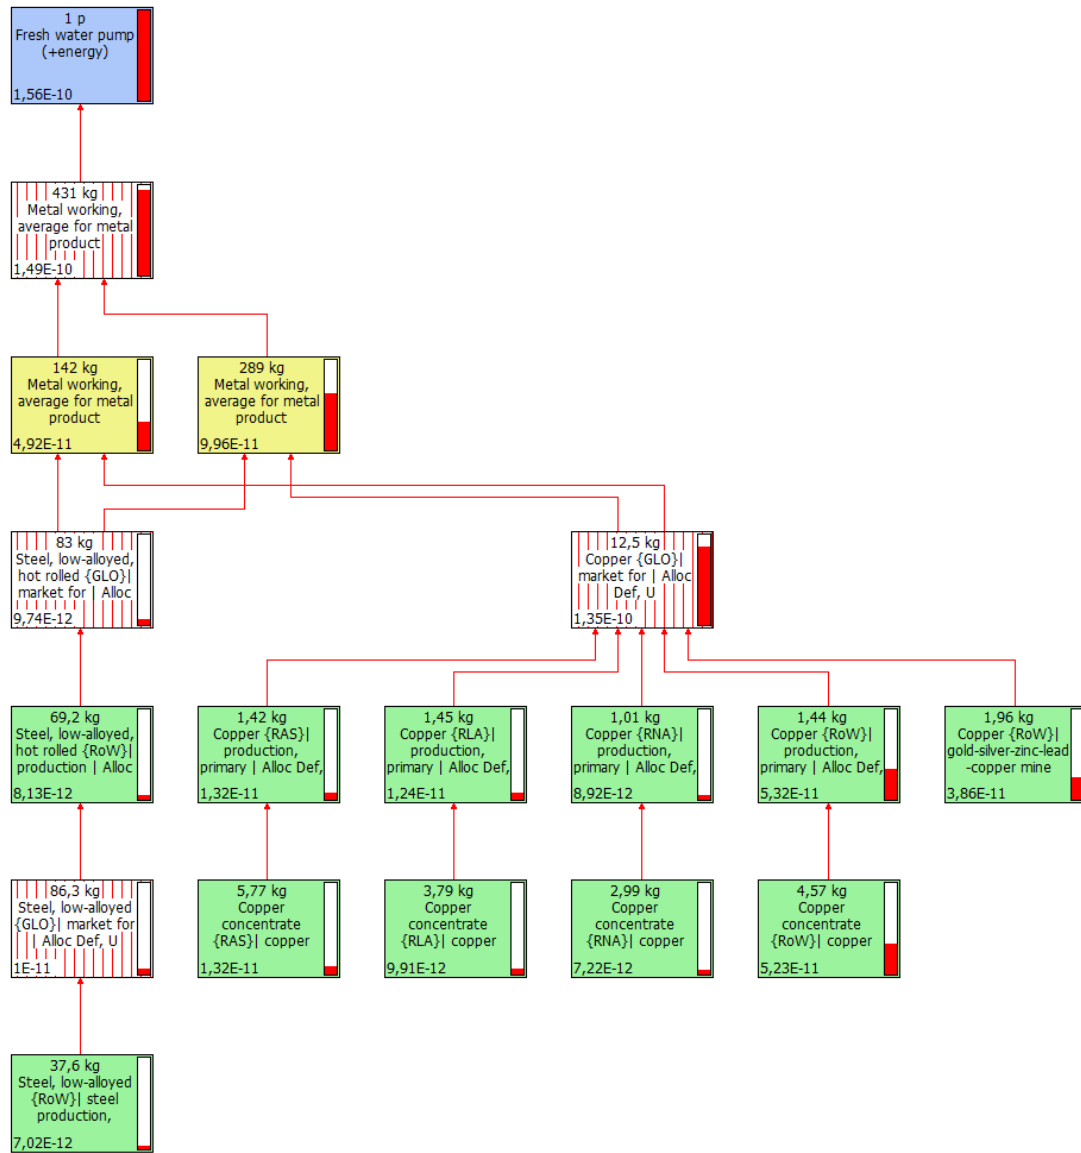 1 p
Fresh water pump
(+energy)
1,56E-10
431 kg
Metal working,
average for metal
product
1,49E-10
142 kg
Metal working,
average for metal
product
4,92E-11
289 kg
Metal working,
average for metal
product
9,96E-11
83 kg
Steel, low-alloyed,
hot rolled {GLO}|
market for | Alloc
9,74E-12
12,5 kg
Copper {GLO}|
market for | Alloc
Def, U
1,35E-10
69,2 kg
Steel, low-alloyed,
hot rolled {RoW}|
production | Alloc
8,13E-12
1,42 kg
Copper {RAS}|
production,
primary | Alloc Def,
1,32E-11
1,45 kg
Copper {RLA}|
production,
primary | Alloc Def,
1,24E-11
1,01 kg
Copper {RNA}|
production,
primary | Alloc Def,
8,92E-12
1,44 kg
Copper {RoW}|
production,
primary | Alloc Def,
5,32E-11
1,96 kg
Copper {RoW}|
gold-silver-zinc-lead
-copper mine
3,86E-11
86,3 kg
Steel, low-alloyed
{GLO}| market for
| Alloc Def, U
1E-11
5,77 kg
Copper
concentrate
{RAS}| copper
1,32E-11
3,79 kg
Copper
concentrate
{RLA}| copper
9,91E-12
2,99 kg
Copper
concentrate
{RNA}| copper
7,22E-12
4,57 kg
Copper
concentrate
{RoW}| copper
5,23E-11
37,6 kg
Steel, low-alloyed
{RoW}| steel
production,
7,02E-12